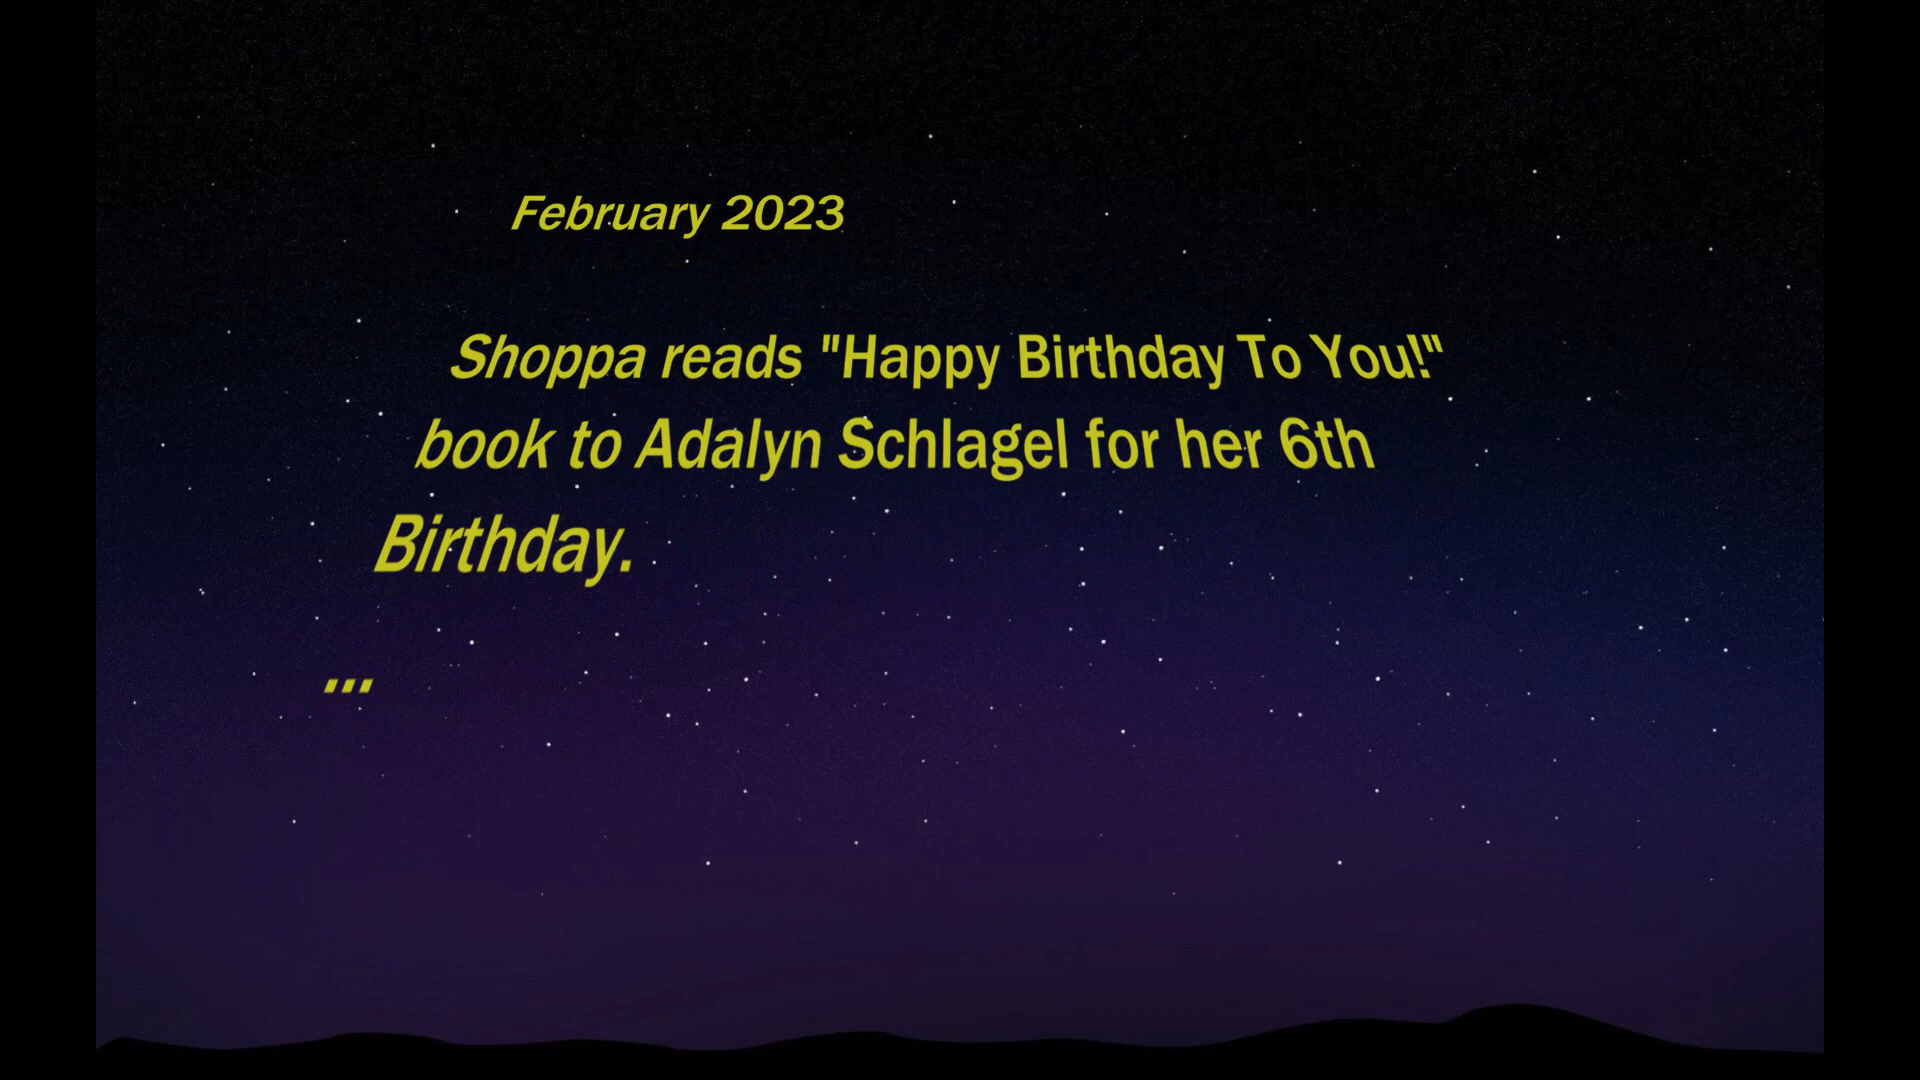 February 2023
Shoppa reads "Happy Birthday To You!"
book to Adalyn Schlagel for her 6th
Birthday.
...